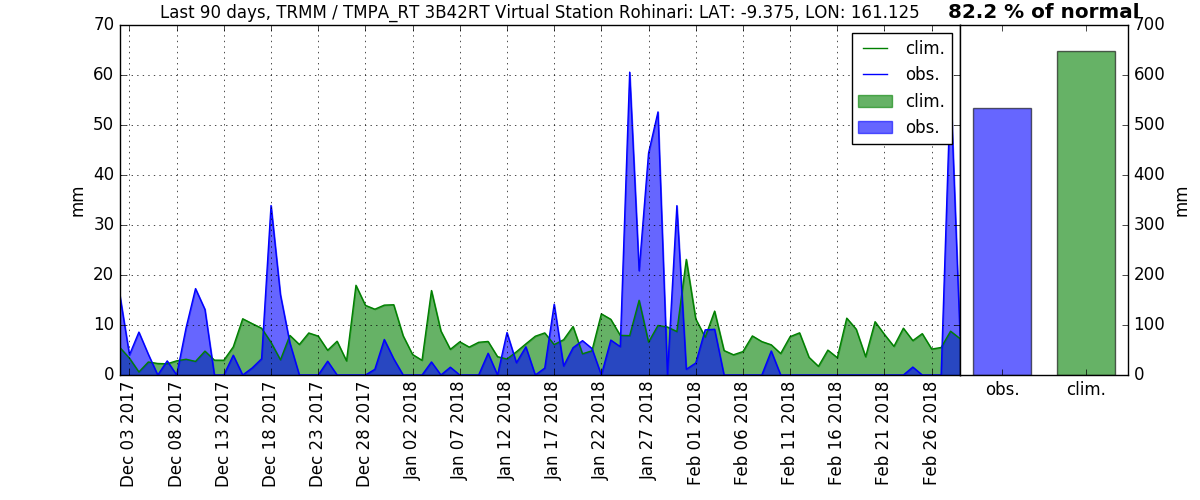 Last 90 days, TRMM / TMPA_RT 3B42RT Virtual Station Rohinari: LAT: -9.375, LON: 161.125
82.2 % of normal
70
60
50
40
30
20
10
0
mm
clim.
obs.
clim.
obs.
700
600
500
400
300
200
100
0
mm
obs.
clim.
Dec 03 2017
Dec 08 2017
Dec 13 2017
Dec 18 2017
Dec 23 2017
Dec 28 2017
Jan 02 2018
Jan 07 2018
Jan 12 2018
Jan 17 2018
Jan 22 2018
Jan 27 2018
Feb 01 2018
Feb 06 2018
Feb 11 2018
Feb 16 2018
Feb 21 2018
Feb 26 2018